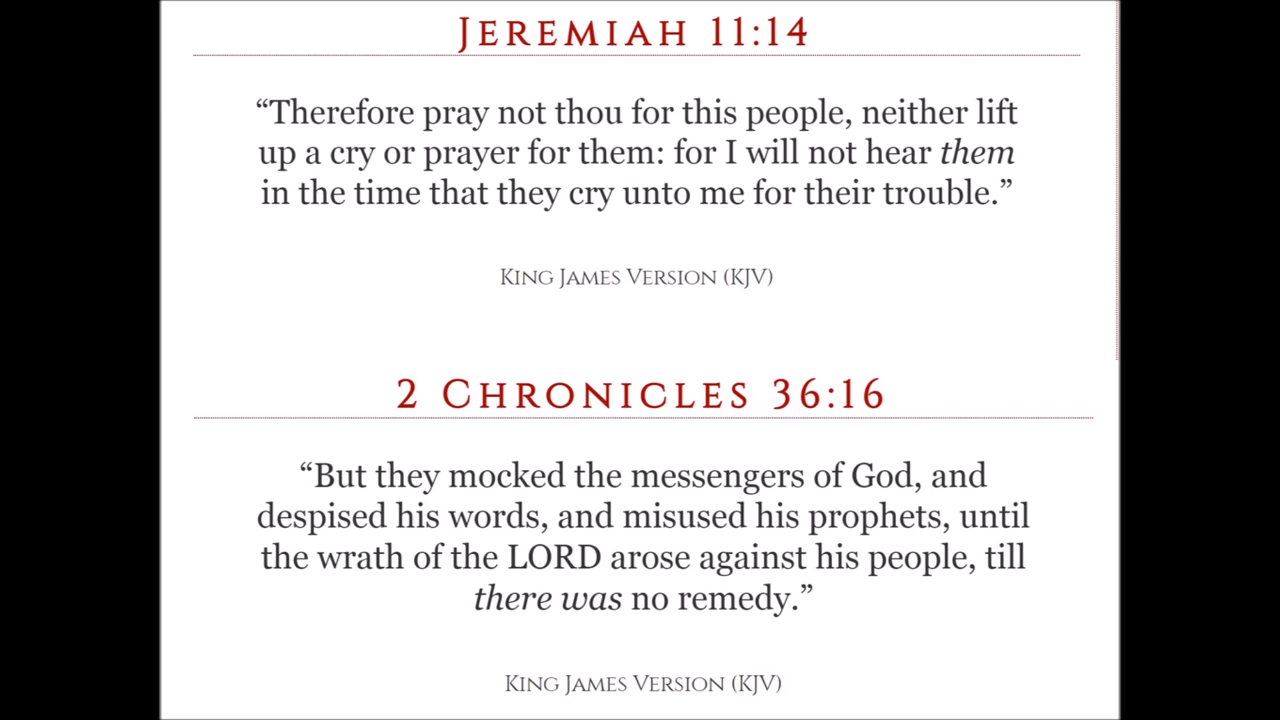 Jeremiah 11:14
“Therefore pray not thou for this people, neither lift
up a cry or prayer for them: for I will not hear them
in the time that they cry unto me for their trouble.”
King James Version (KJV)
2 Chronicles 36:16
“But they mocked the messengers of God, and
despised his words, and misused his prophets, until
the wrath of the LORD arose against his people, till
there was no remedy.”
King James Version (KJV)